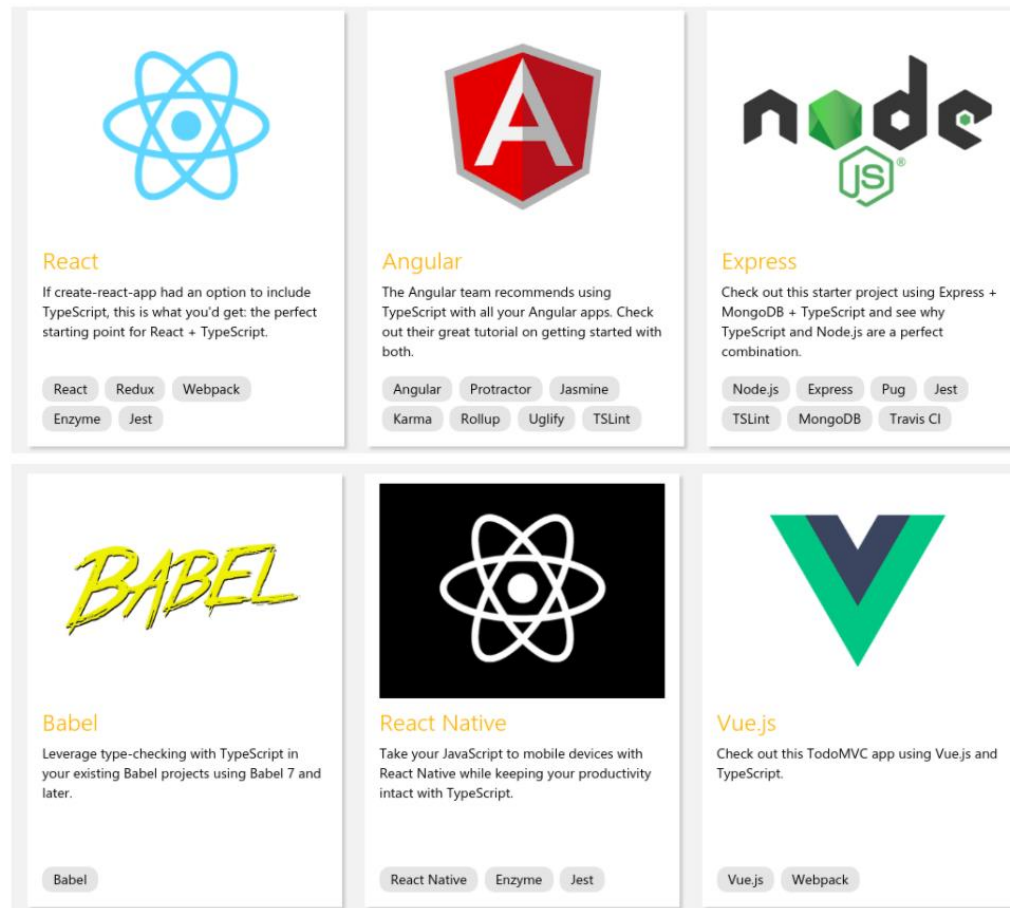 node
JS®
React
If create-react-app had an option to include
TypeScript, this is what you'd get: the perfect
starting point for React + TypeScript.
React Redux Webpack
Enzyme Jest
Angular
The Angular team recommends using
TypeScript with all your Angular apps. Check
out their great tutorial on getting started with
both.
Angular Protractor Jasmine
Karma Rollup Uglify TSLint
Express
Check out this starter project using Express +
MongoDB + TypeScript and see why
TypeScript and Node.js are a perfect
combination.
Node.js Express Pug Jest
TSLint MongoDB Travis CI
BABEL
Babel
Leverage type-checking with TypeScript in
your existing Babel projects using Babel 7 and
later.
Babel
React Native
Take your JavaScript to mobile devices with
React Native while keeping your productivity
intact with TypeScript.
React Native Enzyme Jest
Vue.js
Check out this TodoMVC app using Vue.js and
TypeScript.
Vue.js Webpack